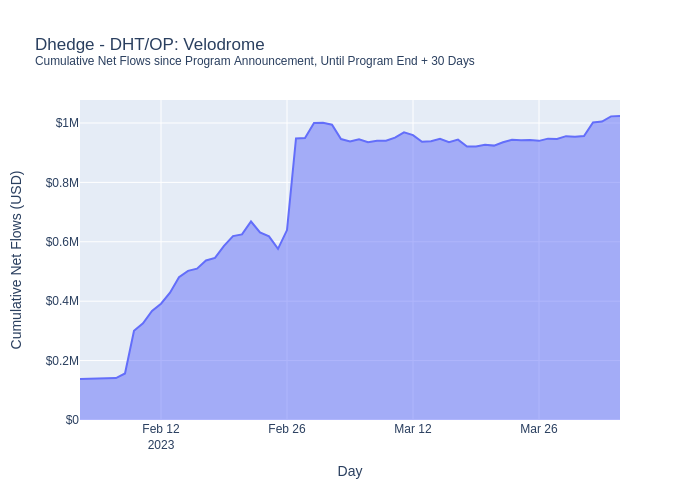 Dhedge - DHT/OP: Velodrome
Cumulative Net Flows since Program Announcement, Until Program End + 30 Days
Cumulative Net Flows (USD)
$1M
$0.8M
$0.6M
$0.4M
$0.2M
$0
Feb 12
2023
Feb 26
Mar 12
Mar 26
Day